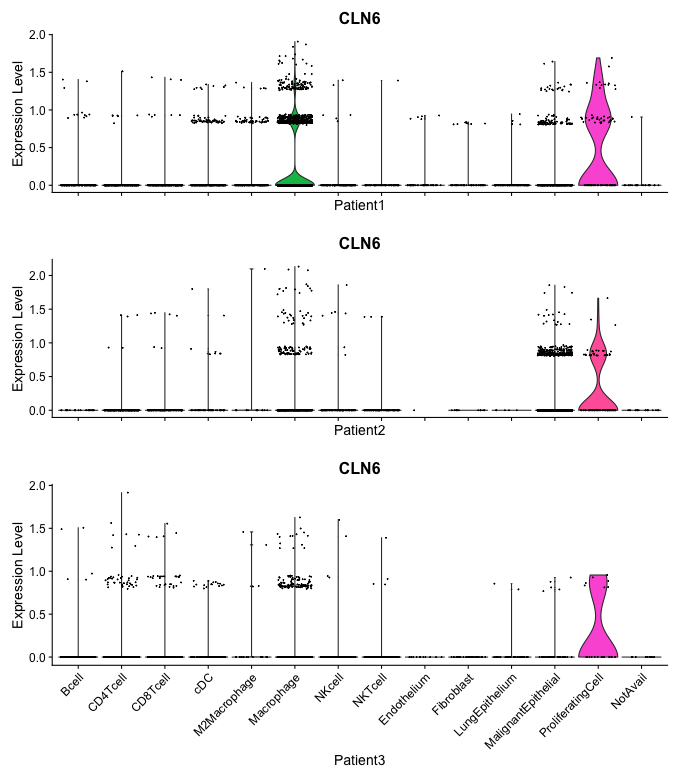 CLN6
Expression Level
2.0
1.5
1.0
0.5
0.0
Patient1
CLN6
Expression Level
2.0
1.5
1.0
0.5
0.0
Patient2
CLN6
Expression Level
2.0
1.5
1.0
0.5
0.0
Bcell
CD4Tcell
CD8Tcell
cDC
M2Macrophage
Macrophage
NKcell
NKTcell
Endothelium
Fibroblast
LungEpithelium
MalignantEpithelial
ProliferatingCell
NotAvail
Patient3